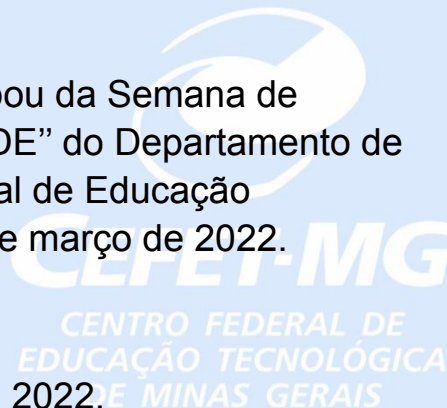 ou da Semana de
DE” do Departamento de
al de Educação
e março de 2022.
CEFET-MG
CENTRO FEDERAL DE
EDUCAÇÃO TECNOLÓGICA
2022.
DE MINAS GERAIS